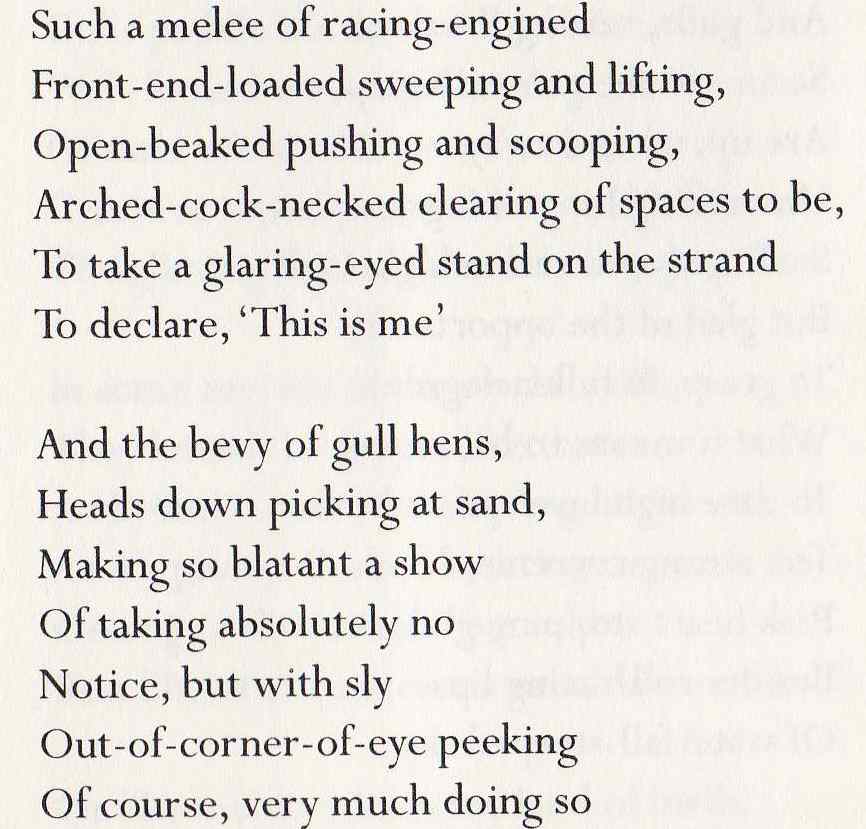 Such a melee of racing-engined
Front-end-loaded sweeping and lifting,
Open-beaked pushing and scooping,
Arched-cock-necked clearing of spaces to be,
To take a glaring-eyed stand on the strand
To declare, ‘This is me’
And the bevy of gull hens,
Heads down picking at sand,
Making so blatant a show
Of taking absolutely no
Notice, but with sly
Out-of-corner-of-eye peeking
Of course, very much doing so